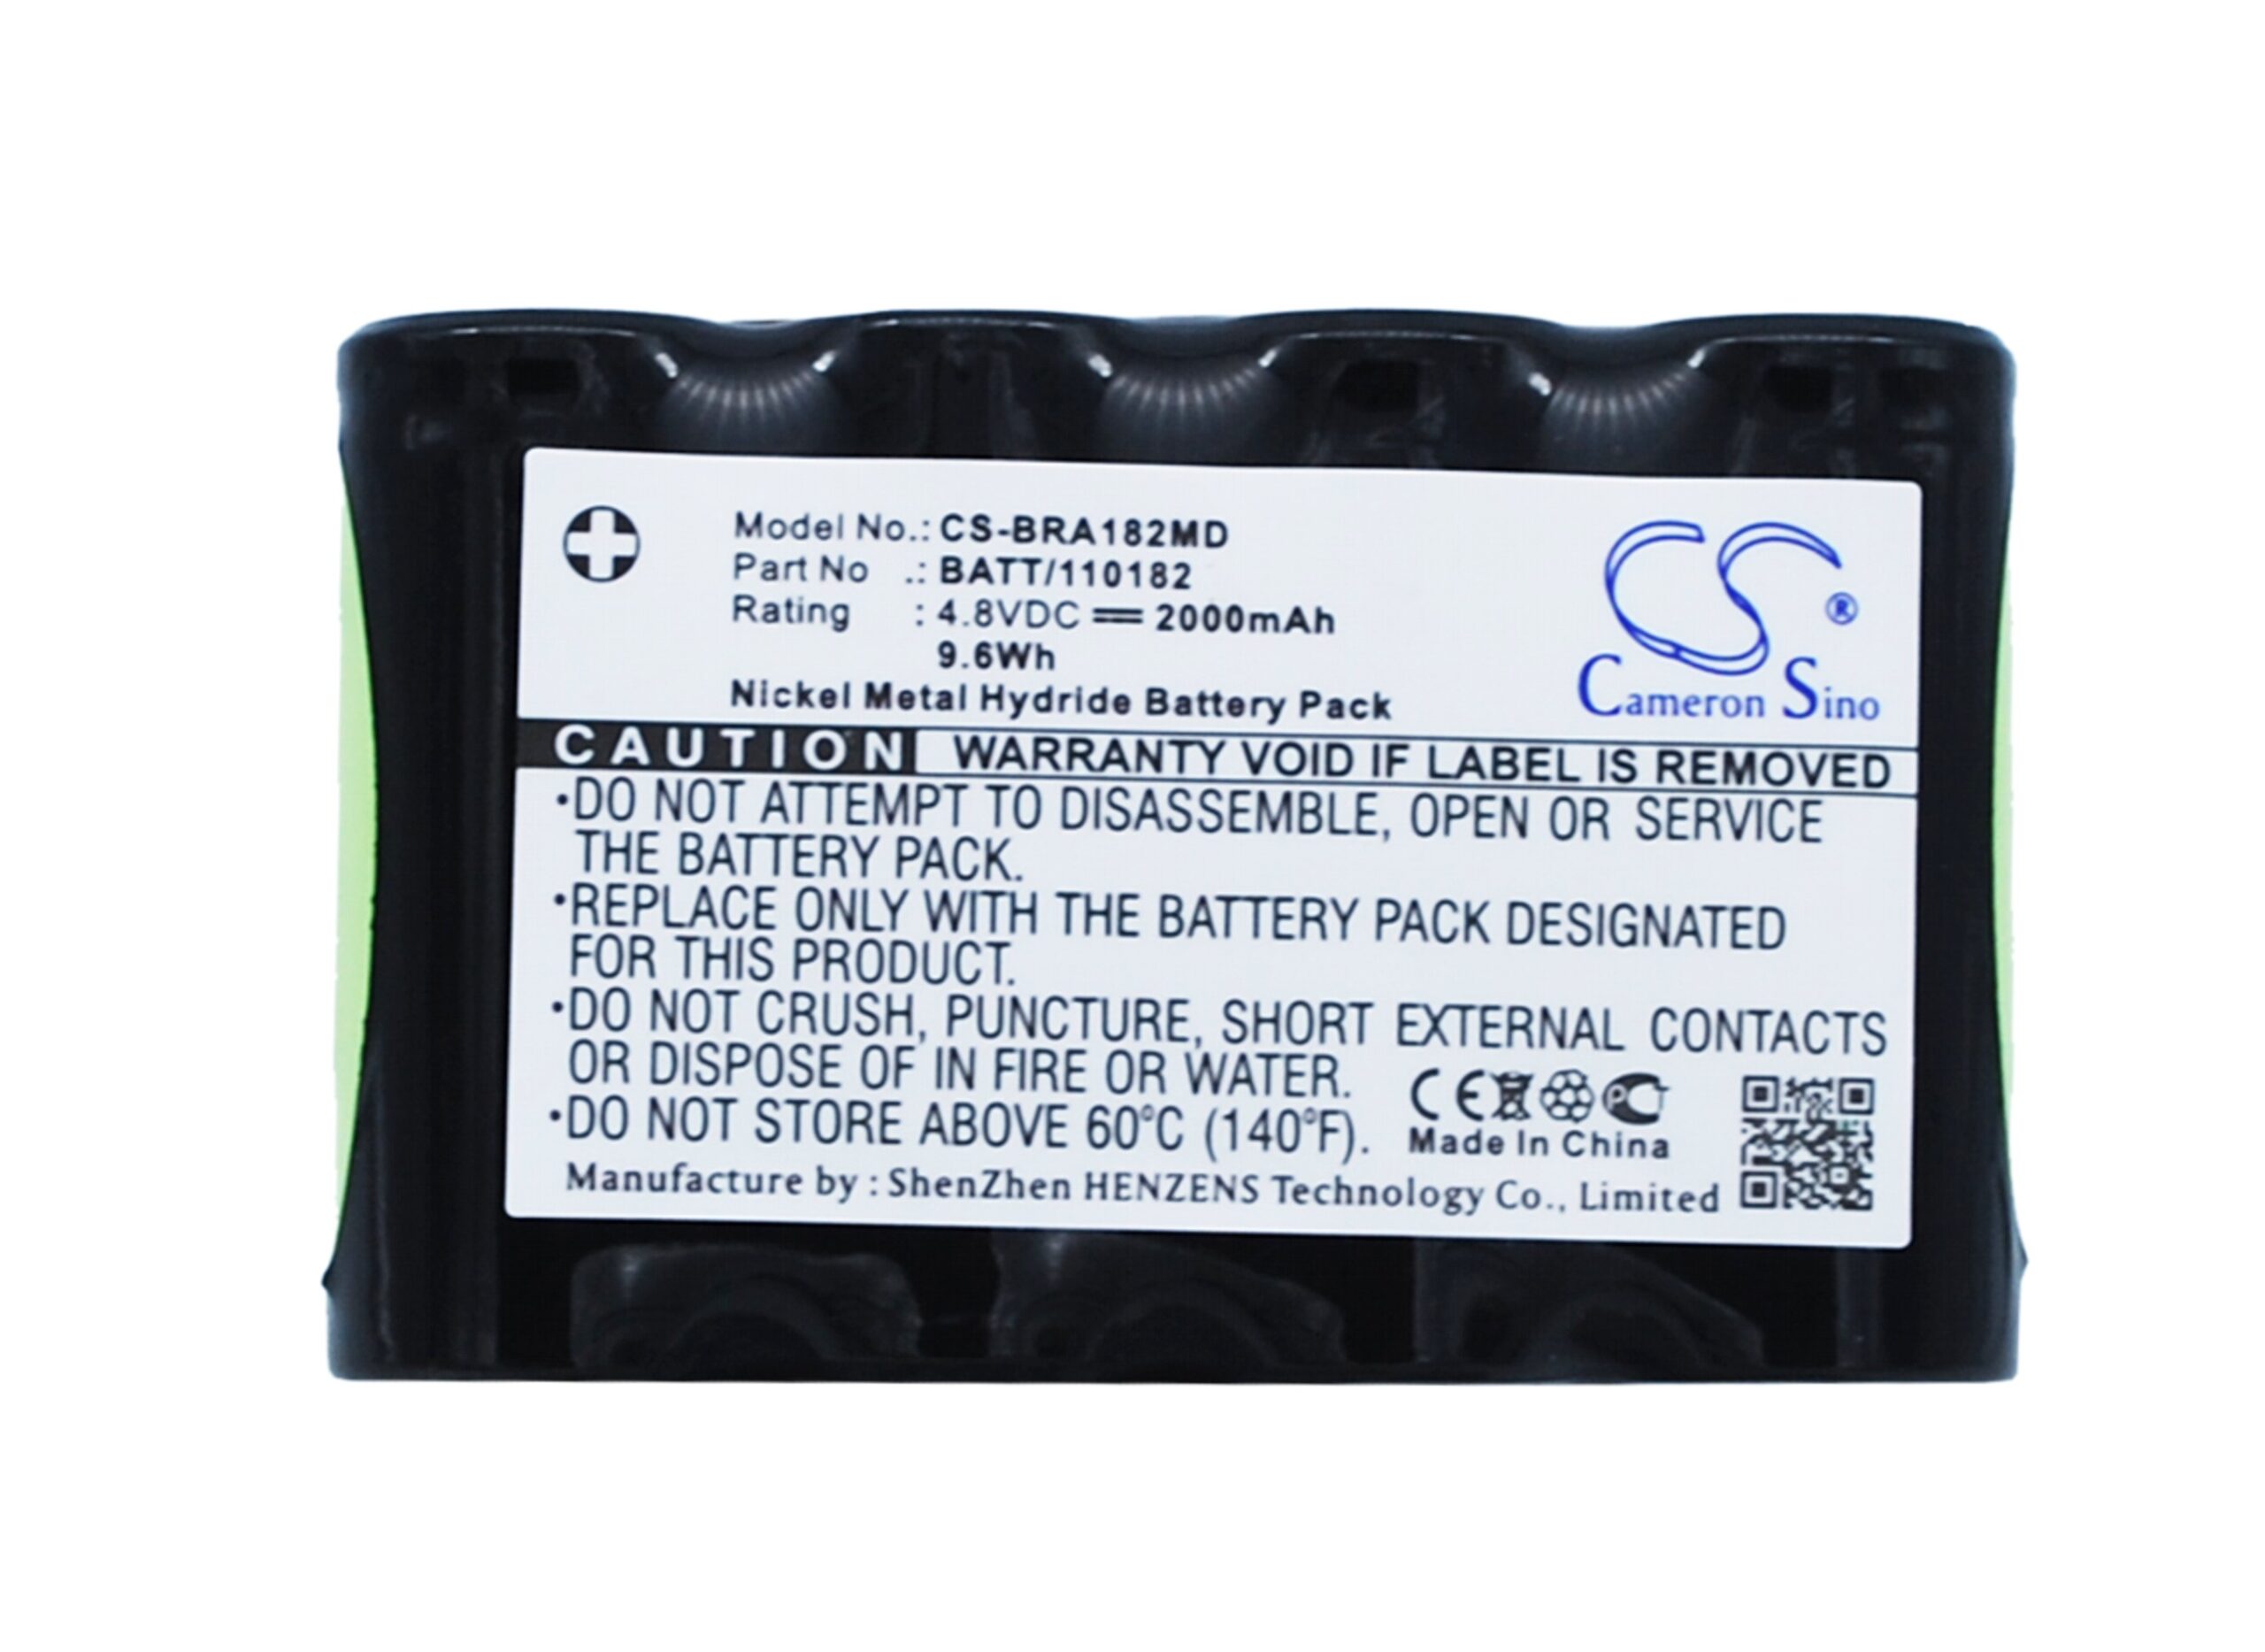 Model No.: CS-BRA182MD
Part No .: BATT/110182
Rating : 4.8VDC ⎓ 2000mAh
9.6Wh
Nickel Metal Hydride Battery Pack
CS®
Cameron Sino
CAUTION WARRANTY VOID IF LABEL IS REMOVED
•DO NOT ATTEMPT TO DISASSEMBLE, OPEN OR SERVICE
THE BATTERY PACK.
•REPLACE ONLY WITH THE BATTERY PACK DESIGNATED
FOR THIS PRODUCT.
•DO NOT CRUSH, PUNCTURE, SHORT EXTERNAL CONTACTS
OR DISPOSE OF IN FIRE OR WATER.
•DO NOT STORE ABOVE 60°C (140°F).
CE PC
Made In China
Manufacture by : ShenZhen HENZENS Technology Co., Limited